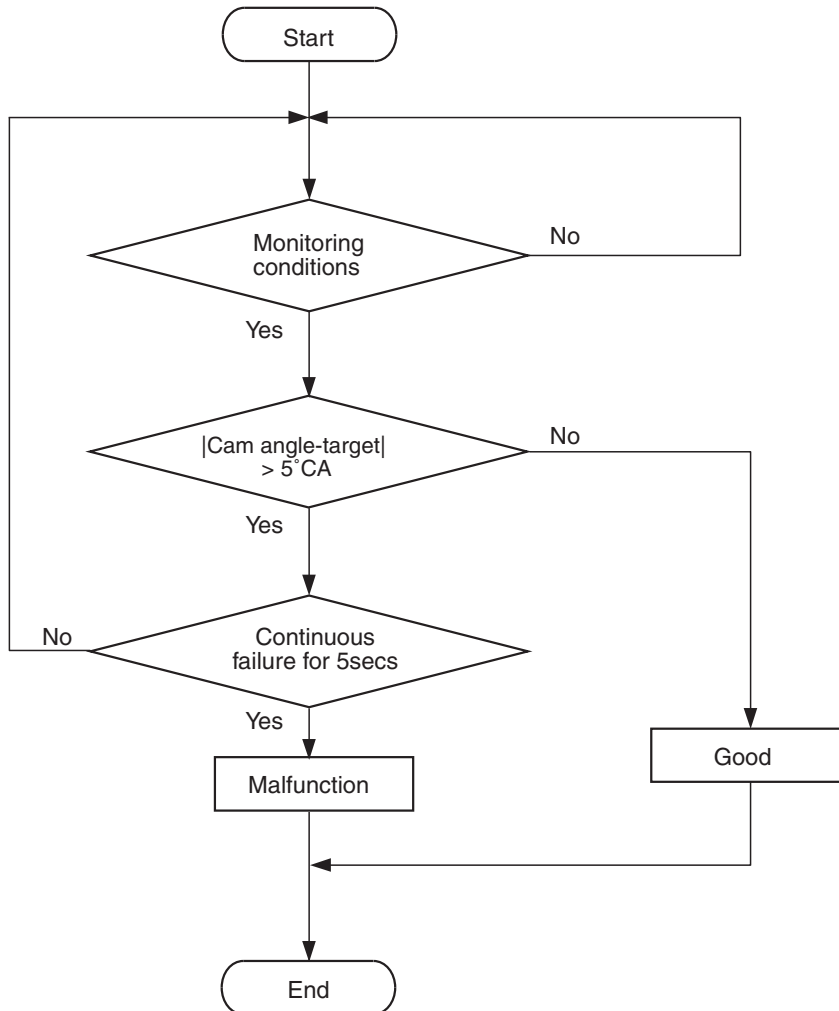 Start
Monitoring
conditions
No
Yes
|Cam angle-target|
> 5˚CA
No
Yes
Continuous
failure for 5secs
No
Yes
Malfunction
Good
End